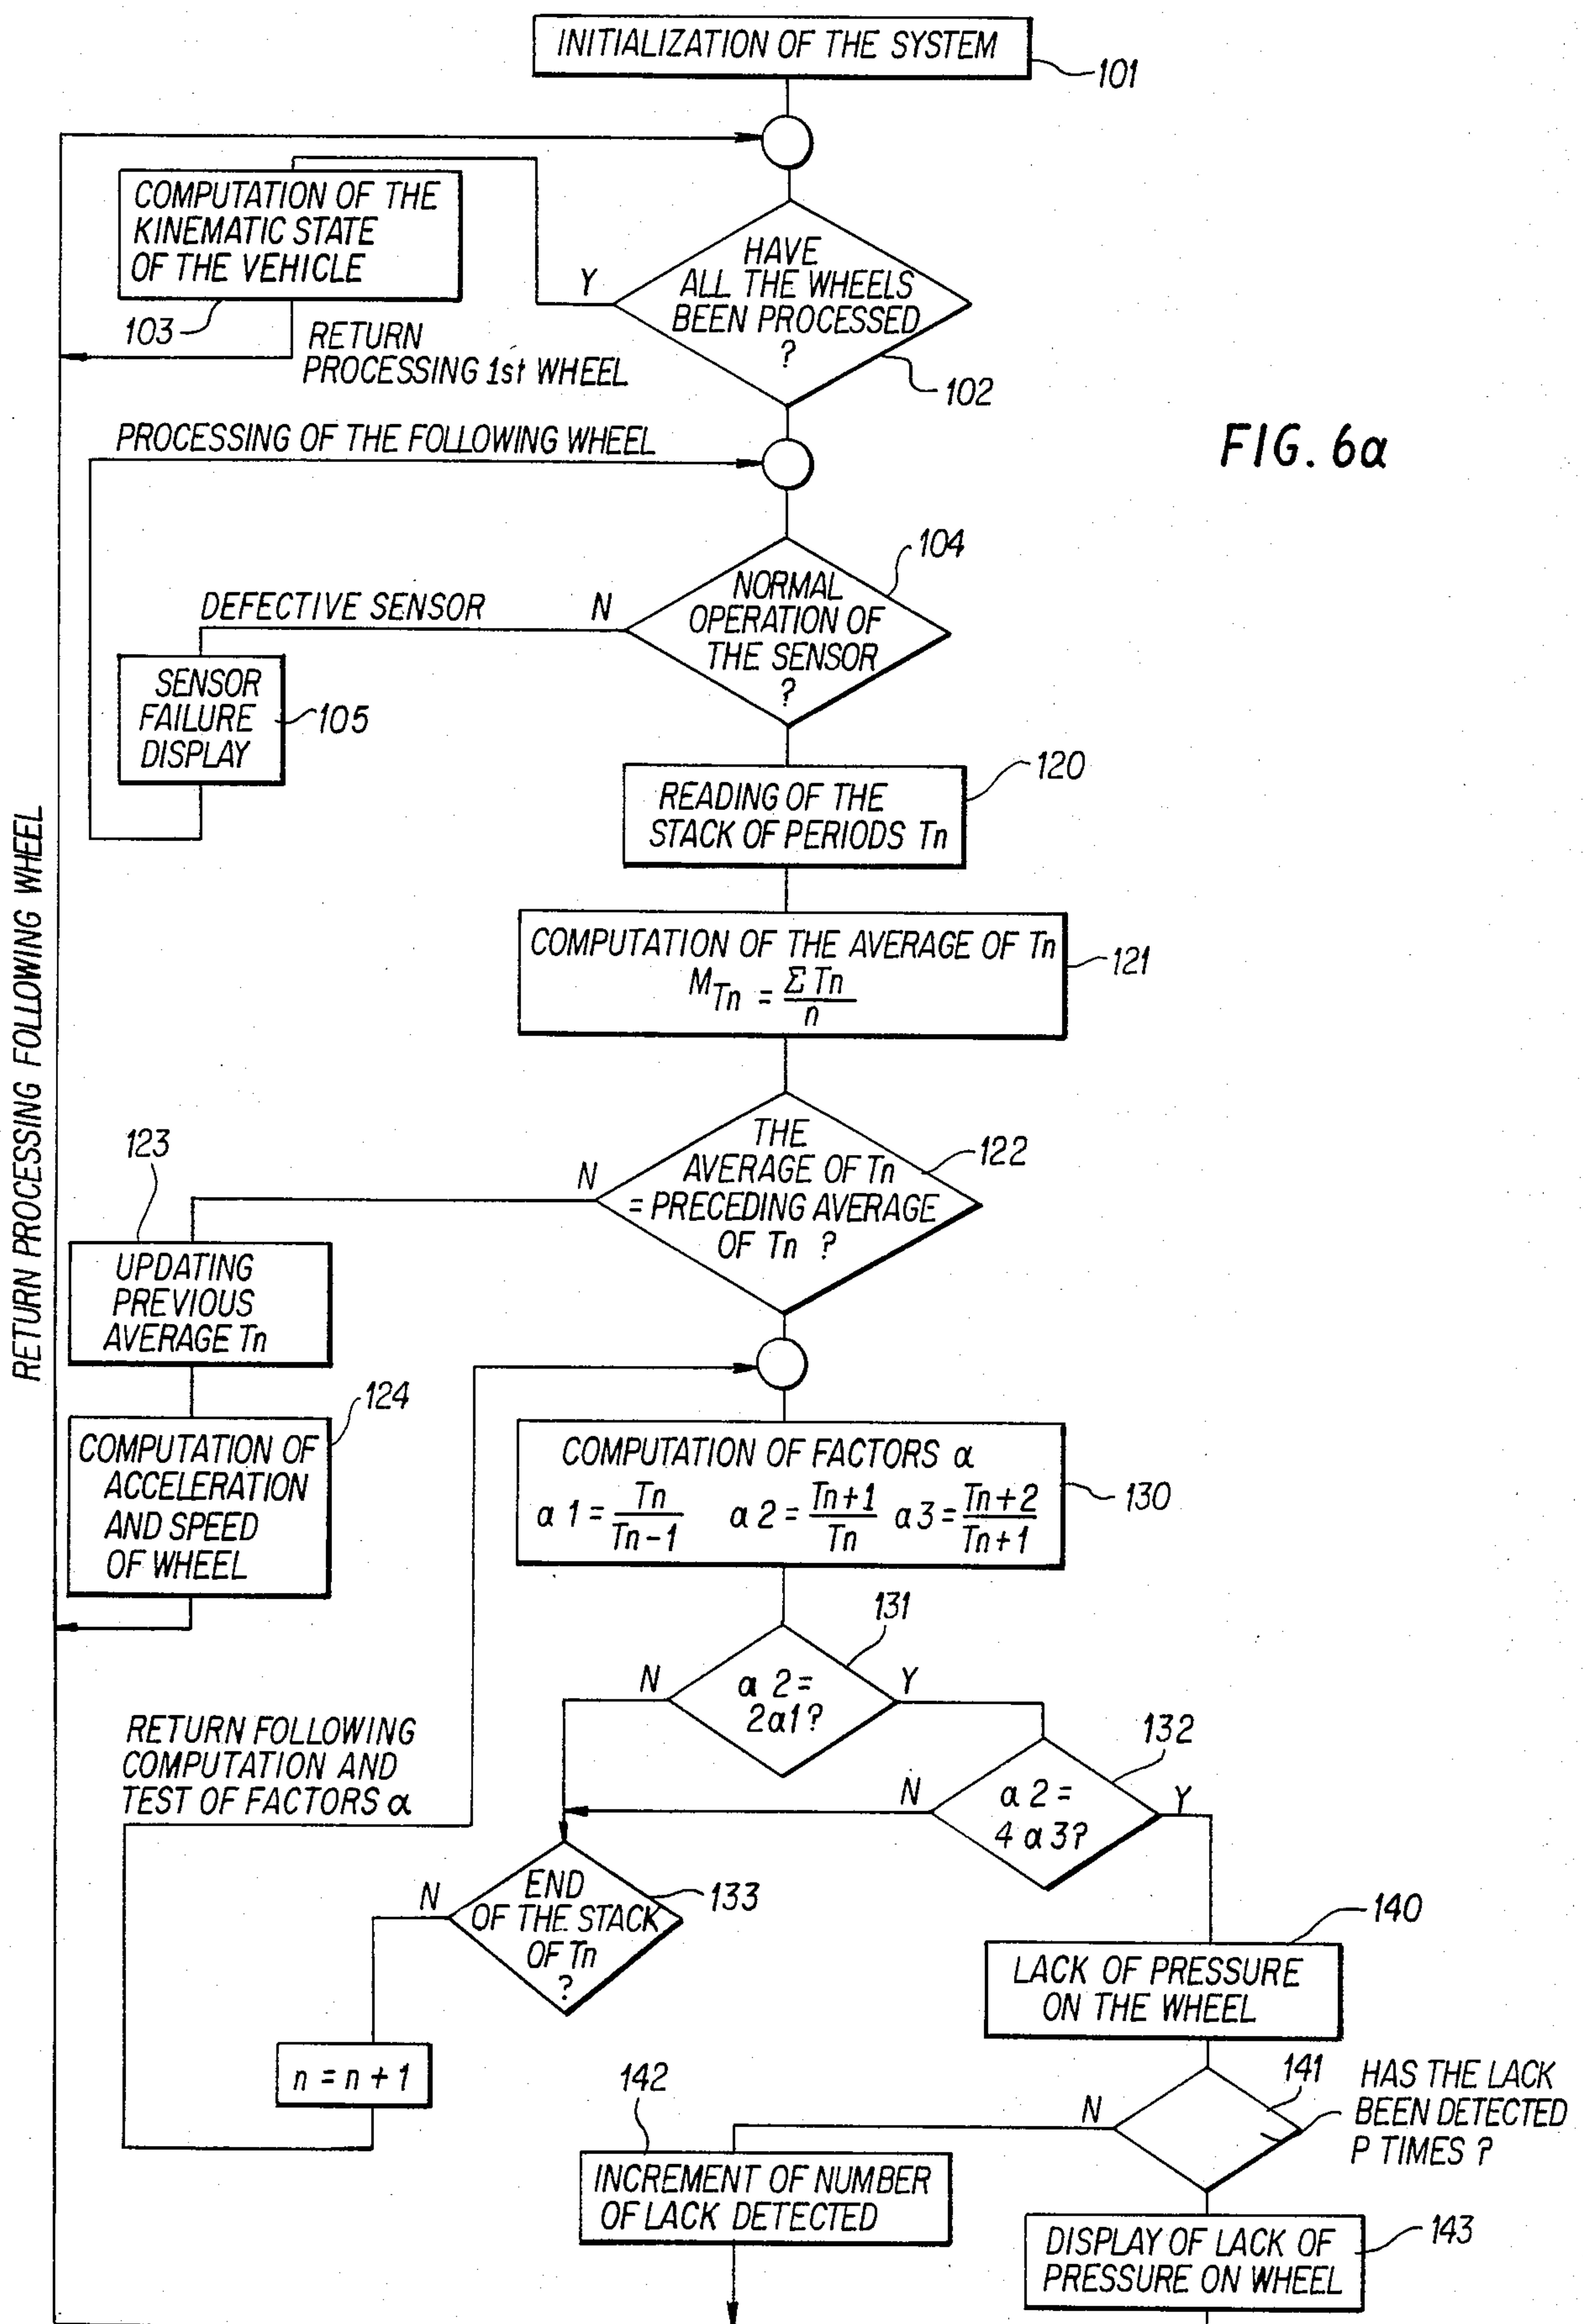 INITIALIZATION OF THE SYSTEM
101
COMPUTATION OF THE
KINEMATIC STATE
OF THE VEHICLE
103
RETURN
PROCESSING 1st WHEEL
Y
HAVE
ALL THE WHEELS
BEEN PROCESSED
?
102
PROCESSING OF THE FOLLOWING WHEEL
FIG. 6a
104
NORMAL
OPERATION OF
THE SENSOR
?
DEFECTIVE SENSOR
N
SENSOR
FAILURE
DISPLAY
105
READING OF THE
STACK OF PERIODS Tn
120
COMPUTATION OF THE AVERAGE OF Tn
MTn = Σ Tn / n
121
RETURN PROCESSING FOLLOWING WHEEL
THE
AVERAGE OF Tn
= PRECEDING AVERAGE
OF Tn ?
122
N
123
UPDATING
PREVIOUS
AVERAGE Tn
124
COMPUTATION OF
ACCELERATION
AND SPEED
OF WHEEL
COMPUTATION OF FACTORS α
α 1 = Tn / Tn-1 α 2 = Tn+1 / Tn α 3 = Tn+2 / Tn+1
130
131
N
α 2 =
2α1?
Y
132
N
α 2 =
4 α 3?
Y
RETURN FOLLOWING
COMPUTATION AND
TEST OF FACTORS α
N
END
OF THE STACK
OF Tn
?
133
n = n + 1
140
LACK OF PRESSURE
ON THE WHEEL
141
HAS THE LACK
BEEN DETECTED
P TIMES ?
N
142
INCREMENT OF NUMBER
OF LACK DETECTED
DISPLAY OF LACK OF
PRESSURE ON WHEEL
143